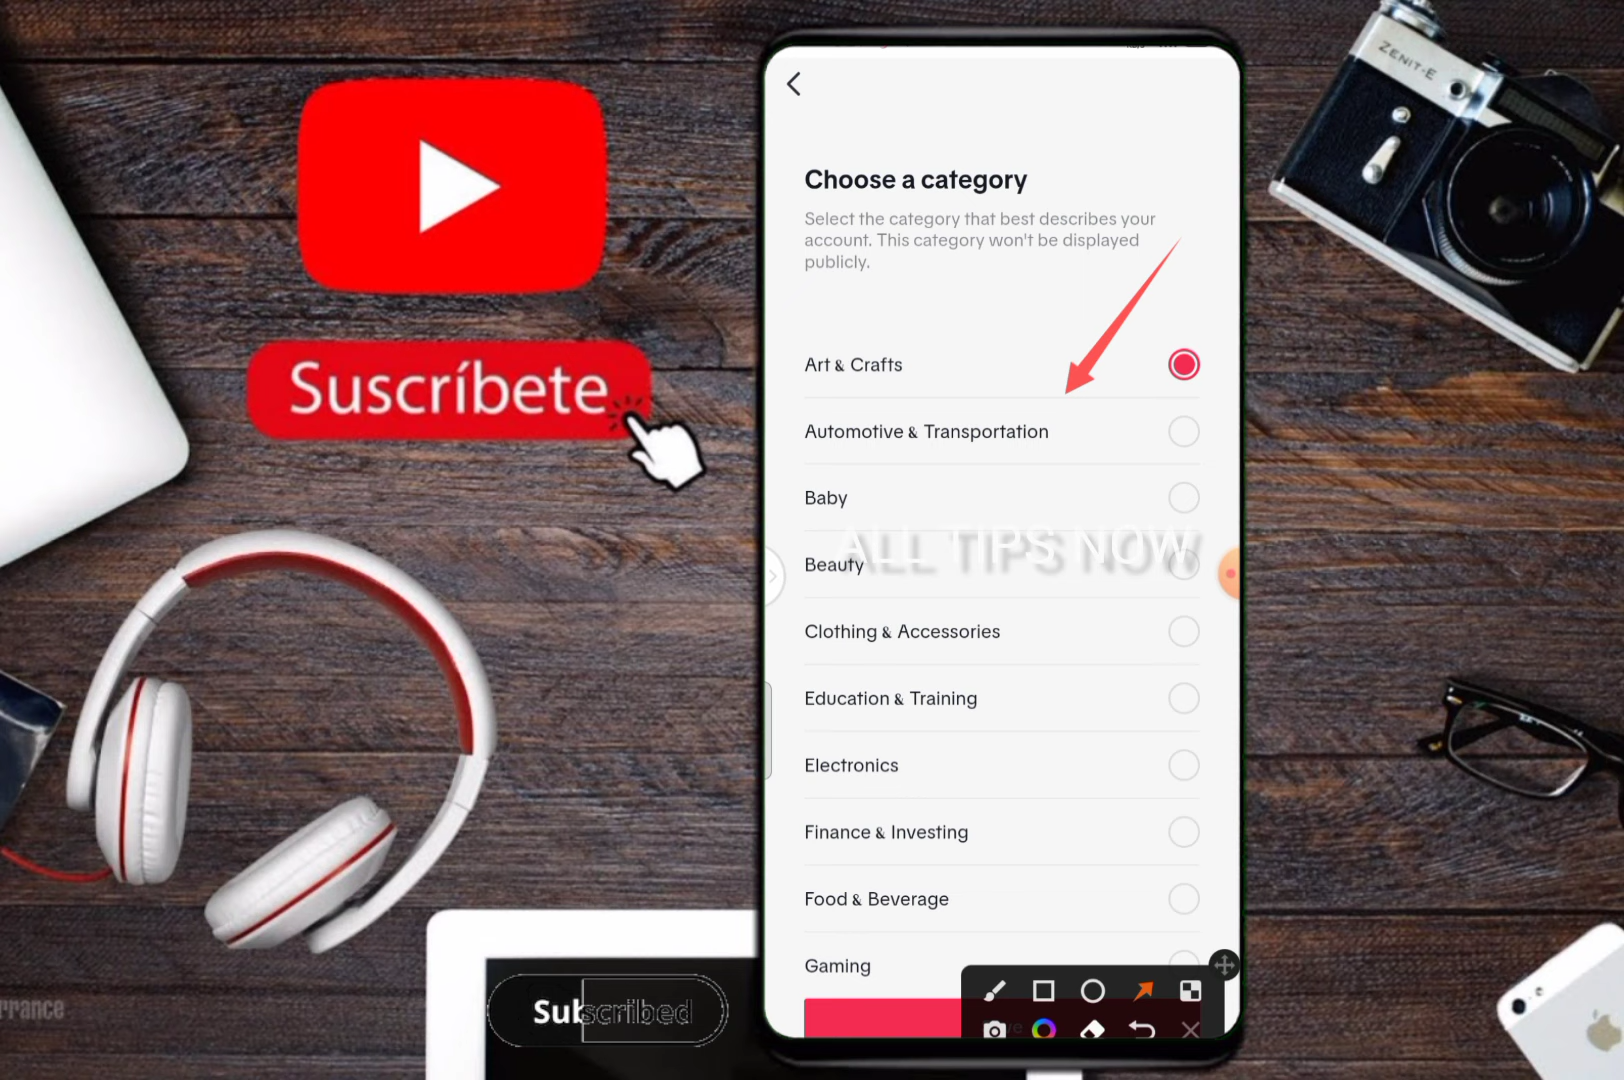 ZENIT-E
Choose a category
Select the category that best describes your
account. This category won't be displayed
publicly.
Art & Crafts
Suscríbete
Automotive & Transportation
Baby
ALL TIPS NOW
Beauty
Clothing & Accessories
Education & Training
Electronics
Finance & Investing
Food & Beverage
Gaming
Subscribed
rrance